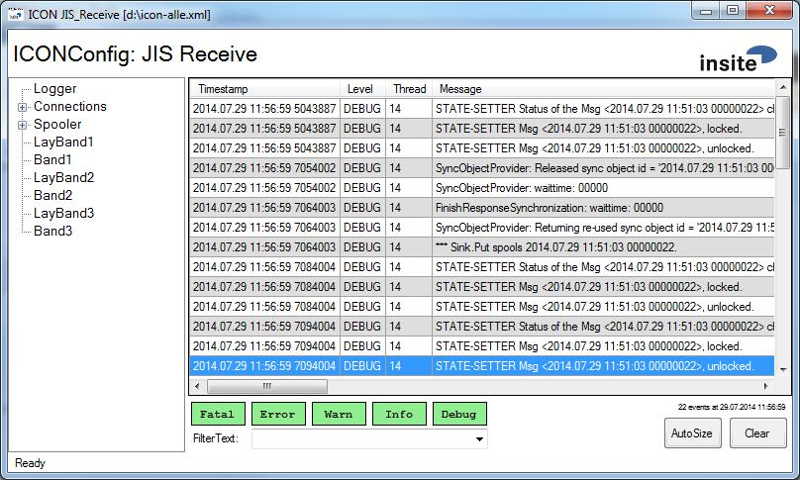 ICON JIS_Receive [d:\icon-alle.xml]
ICONConfig: JIS Receive
insite
Logger
Connections
Spooler
LayBand1
Band1
LayBand2
Band2
LayBand3
Band3
Timestamp Level Thread Message
2014.07.29 11:56:59 5043887 DEBUG 14 STATE-SETTER Status of the Msg <2014.07.29 11:51:03 00000022> c
2014.07.29 11:56:59 5043887 DEBUG 14 STATE-SETTER Msg <2014.07.29 11:51:03 00000022>, locked.
2014.07.29 11:56:59 5043887 DEBUG 14 STATE-SETTER Msg <2014.07.29 11:51:03 00000022>, unlocked.
2014.07.29 11:56:59 7054002 DEBUG 14 SyncObjectProvider: Released sync object id = '2014.07.29 11:51:03 00
2014.07.29 11:56:59 7054002 DEBUG 14 SyncObjectProvider: waittime: 00000
2014.07.29 11:56:59 7064003 DEBUG 14 FinishResponseSynchronization: waittime: 00000
2014.07.29 11:56:59 7064003 DEBUG 14 SyncObjectProvider: Returning re-used sync object id = '2014.07.29 11:5
2014.07.29 11:56:59 7064003 DEBUG 14 *** Sink.Put spools 2014.07.29 11:51:03 00000022.
2014.07.29 11:56:59 7084004 DEBUG 14 STATE-SETTER Status of the Msg <2014.07.29 11:51:03 00000022> c
2014.07.29 11:56:59 7084004 DEBUG 14 STATE-SETTER Msg <2014.07.29 11:51:03 00000022>, locked.
2014.07.29 11:56:59 7084004 DEBUG 14 STATE-SETTER Msg <2014.07.29 11:51:03 00000022>, unlocked.
2014.07.29 11:56:59 7094004 DEBUG 14 STATE-SETTER Status of the Msg <2014.07.29 11:51:03 00000022> c
2014.07.29 11:56:59 7094004 DEBUG 14 STATE-SETTER Msg <2014.07.29 11:51:03 00000022>, locked.
2014.07.29 11:56:59 7094004 DEBUG 14 STATE-SETTER Msg <2014.07.29 11:51:03 00000022>, unlocked.
Fatal Error Warn Info Debug
22 events at 29.07.2014 11:56:59
FilterText:
AutoSize Clear
Ready